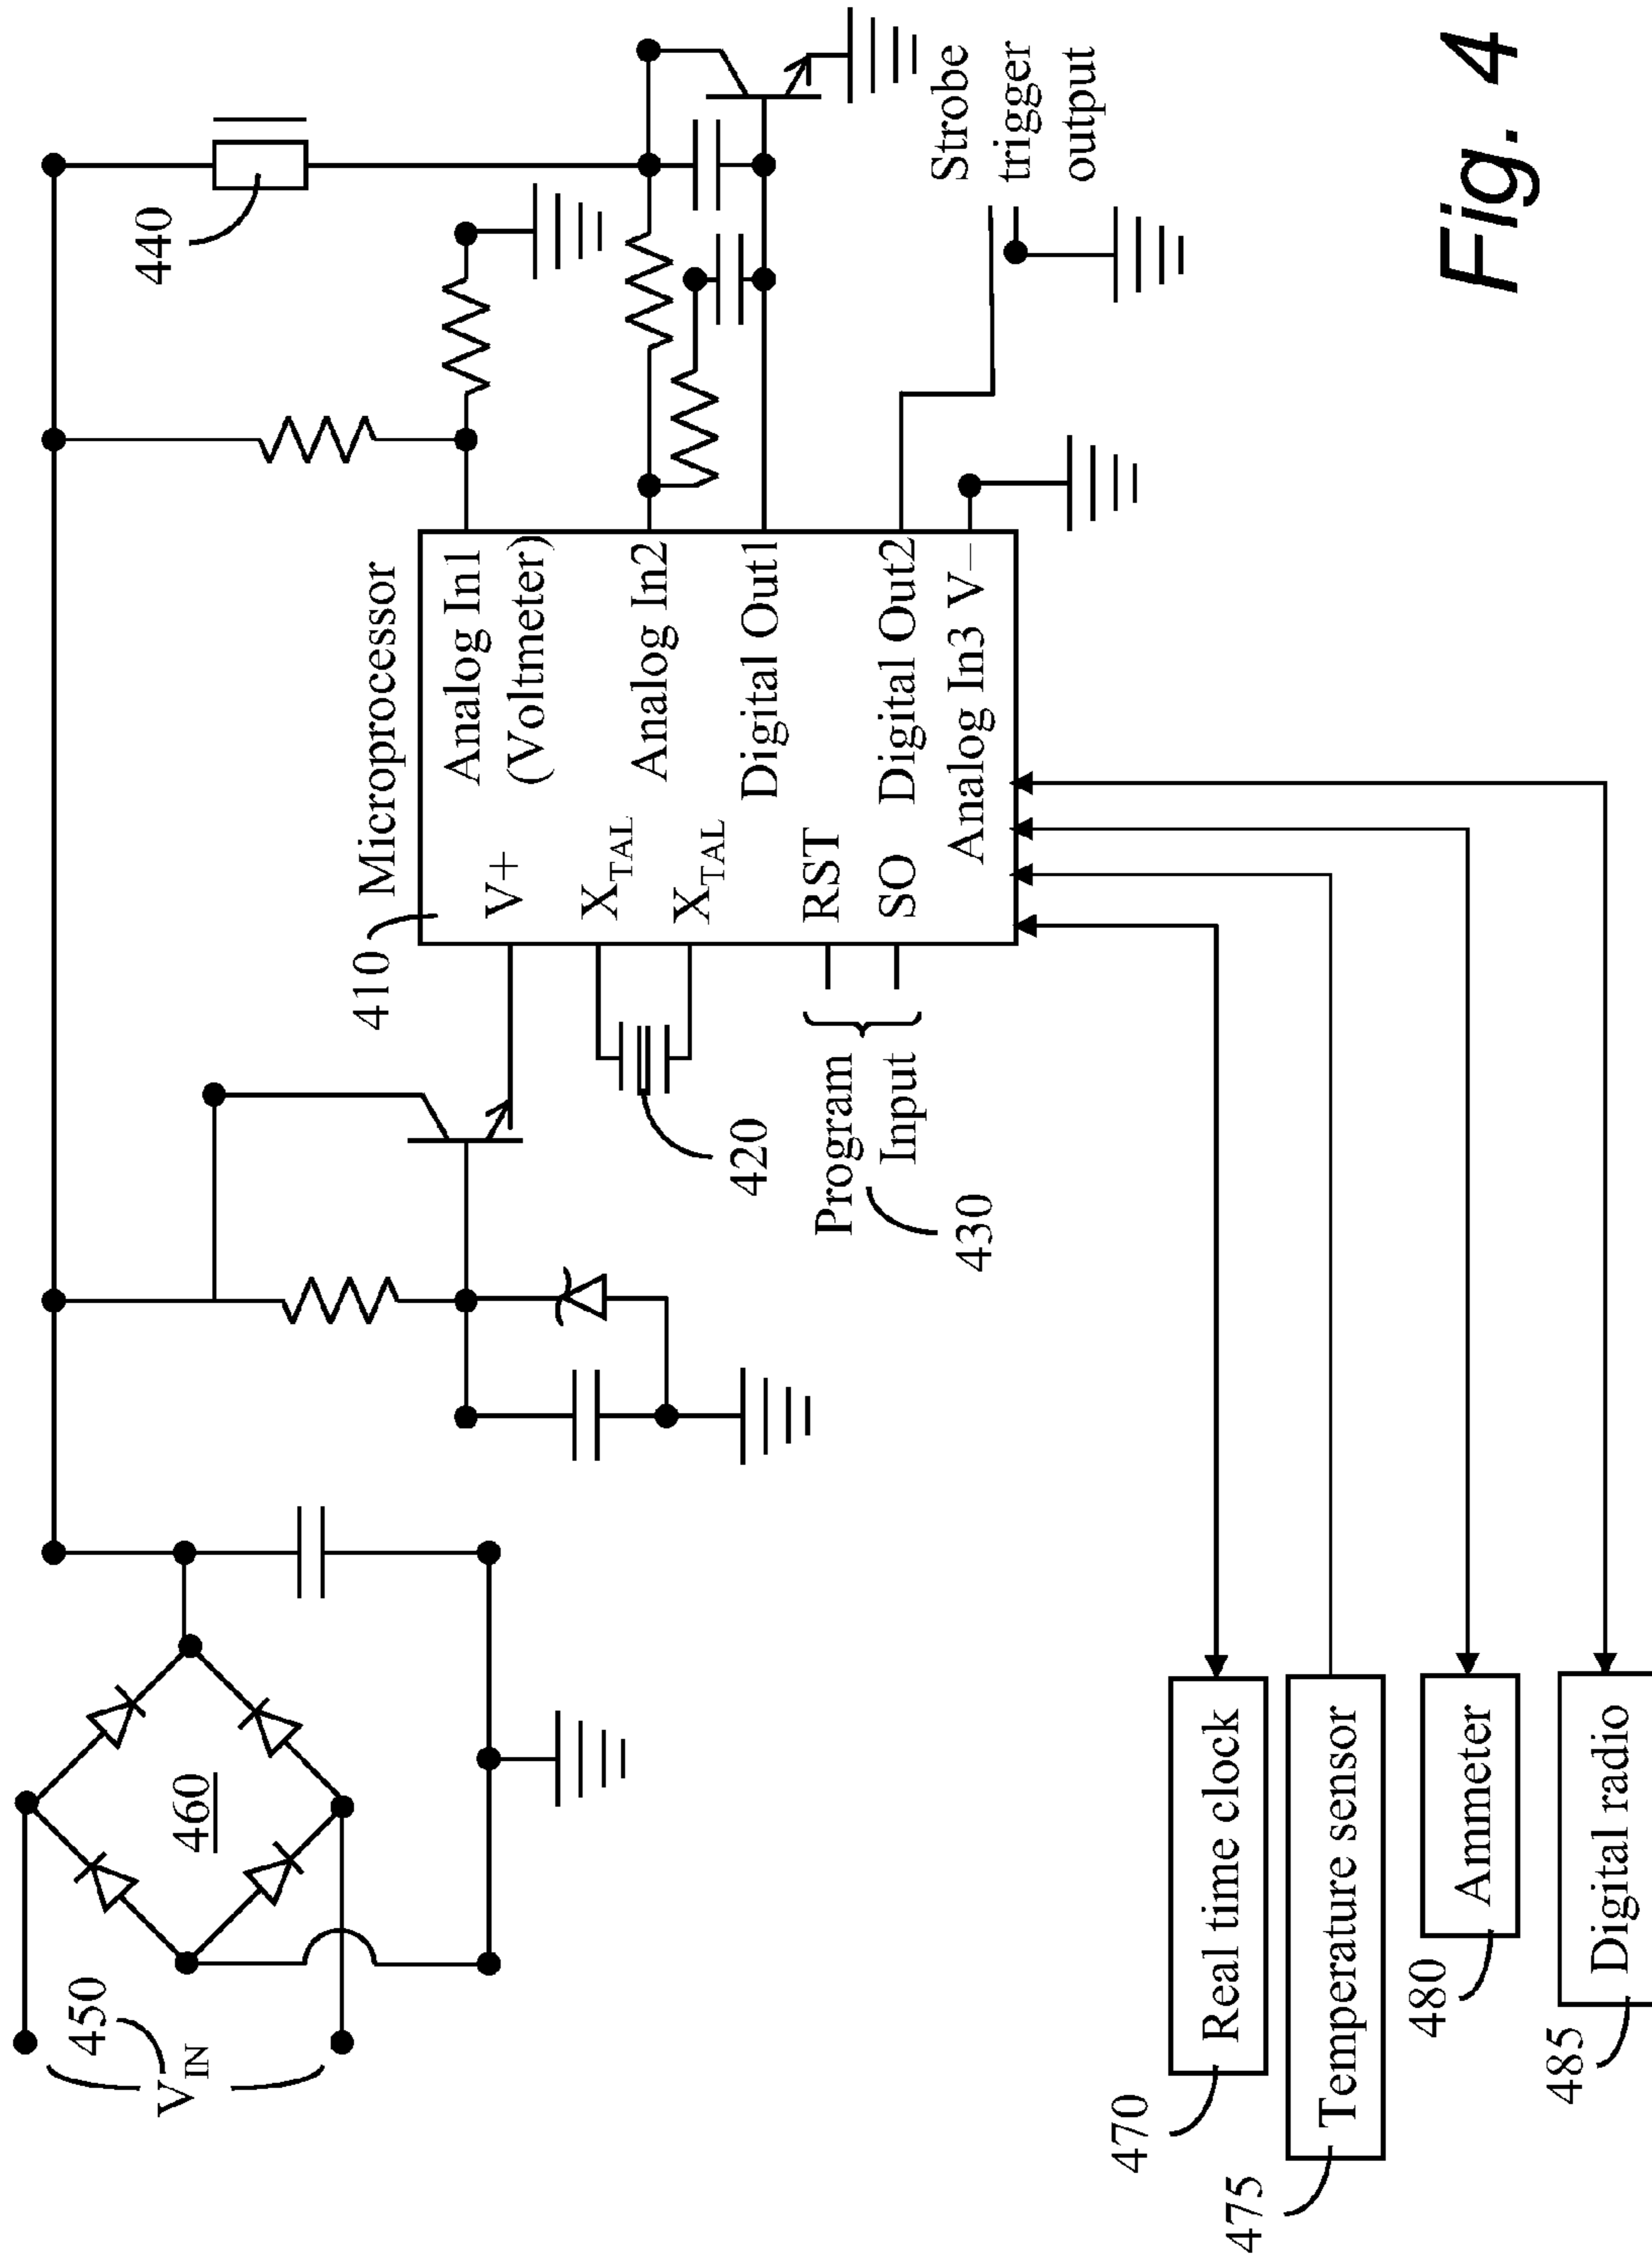 450
V_IN
460
440
410
Microprocessor
V+
Analog In1
(Voltmeter)
X_TAL
Analog In2
X_TAL
Digital Out1
RST
SO
Digital Out2
Analog In3
V–
420
Program
Input
430
Strobe
trigger
output
470
Real time clock
475
Temperature sensor
480
Ammeter
485
Digital radio
Fig. 4